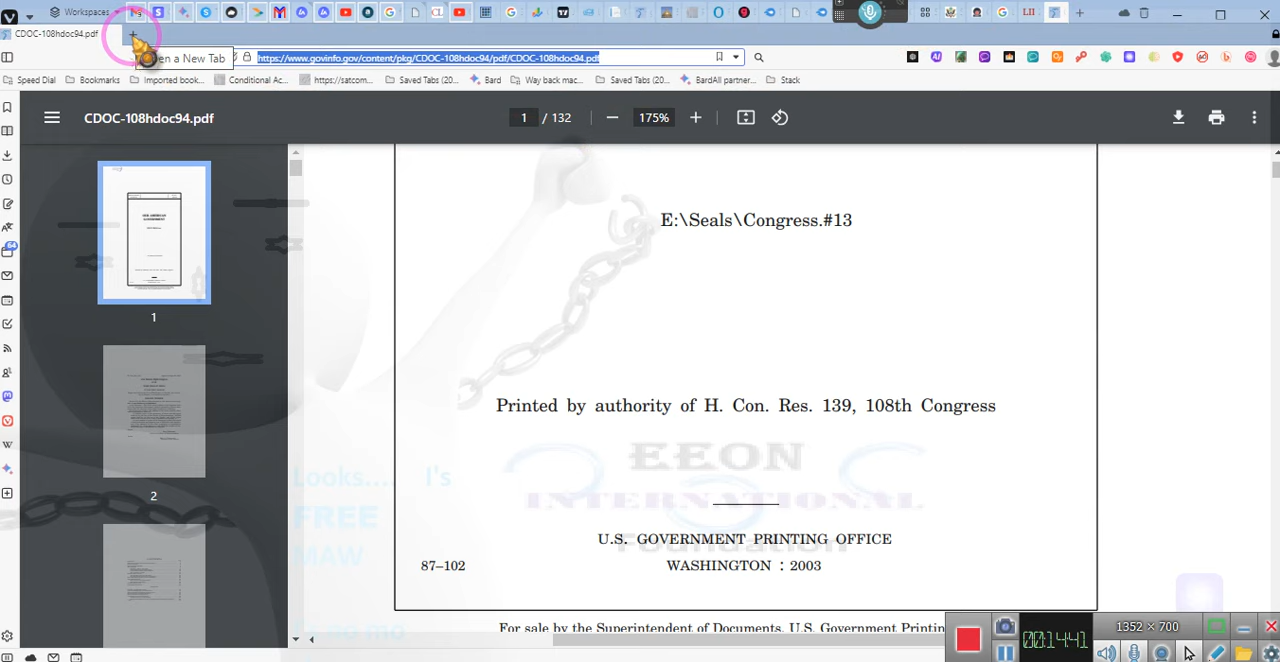 Workspaces
CDOC-108hdoc94.pdf
Open a New Tab
https://www.govinfo.gov/content/pkg/CDOC-108hdoc94/pdf/CDOC-108hdoc94.pdf
Speed Dial
Bookmarks
Imported book...
Conditional Ac...
https://satcom...
Saved Tabs (20...
Bard
Way back mac...
Saved Tabs (20...
BardAll partner...
Stack
CDOC-108hdoc94.pdf
1 / 132
175%
1
2
E:\Seals\Congress.#13
Printed by authority of H. Con. Res. 139, 108th Congress
EEON
INTERNATIONAL
Foundation
Looks.... I's
FREE
MAW
U.S. GOVERNMENT PRINTING OFFICE
87–102 WASHINGTON : 2003
For sale by the Superintendent of Documents, U.S. Government Printin
00:14:41
1352 × 700